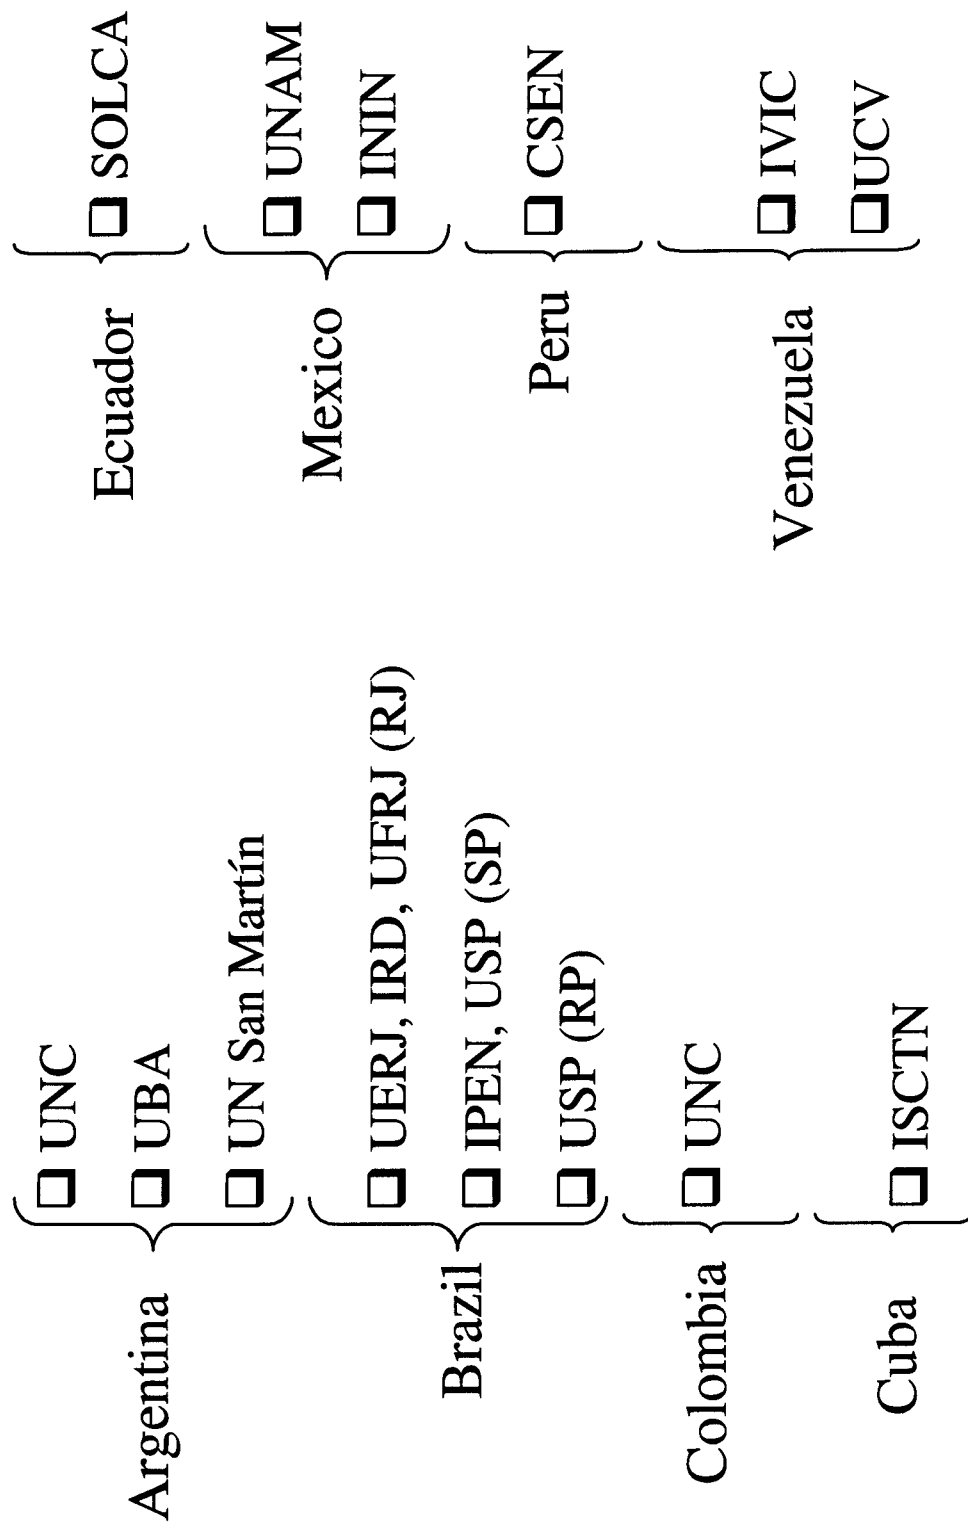 Argentina
❑ UNC
❑ UBA
❑ UN San Martín
Brazil
❑ UERJ, IRD, UFRJ (RJ)
❑ IPEN, USP (SP)
❑ USP (RP)
Colombia
❑ UNC
Cuba
❑ ISCTN
Ecuador
❑ SOLCA
Mexico
❑ UNAM
❑ ININ
Peru
❑ CSEN
Venezuela
❑ IVIC
❑ UCV